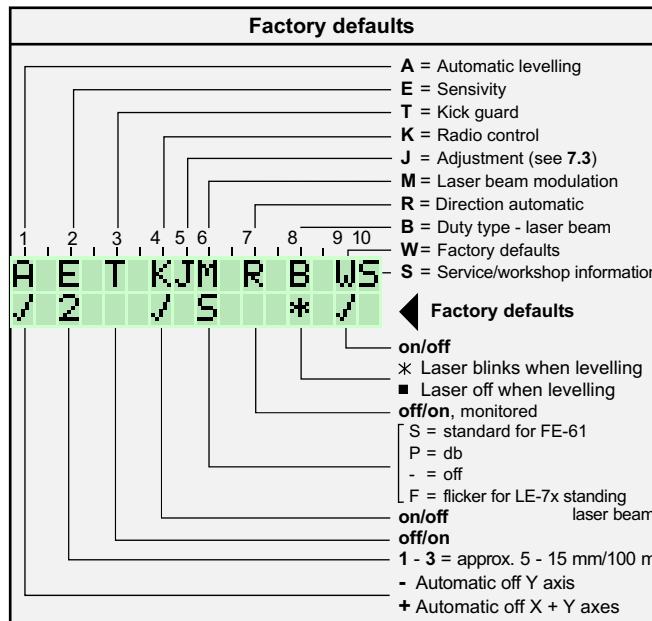 Factory defaults
A = Automatic levelling
E = Sensivity
T = Kick guard
K = Radio control
J = Adjustment (see 7.3)
M = Laser beam modulation
R = Direction automatic
B = Duty type - laser beam
W = Factory defaults
S = Service/workshop information
1 2 3 4 5 6 7 8 9 10
A E T KJM R B WS
✓ 2 ✓ S * ✓
Factory defaults
on/off
* Laser blinks when levelling
■ Laser off when levelling
off/on, monitored
S = standard for FE-61
P = db
- = off
F = flicker for LE-7x standing
laser beam
on/off
off/on
1 - 3 = approx. 5 - 15 mm/100 m
- Automatic off Y axis
+ Automatic off X + Y axes